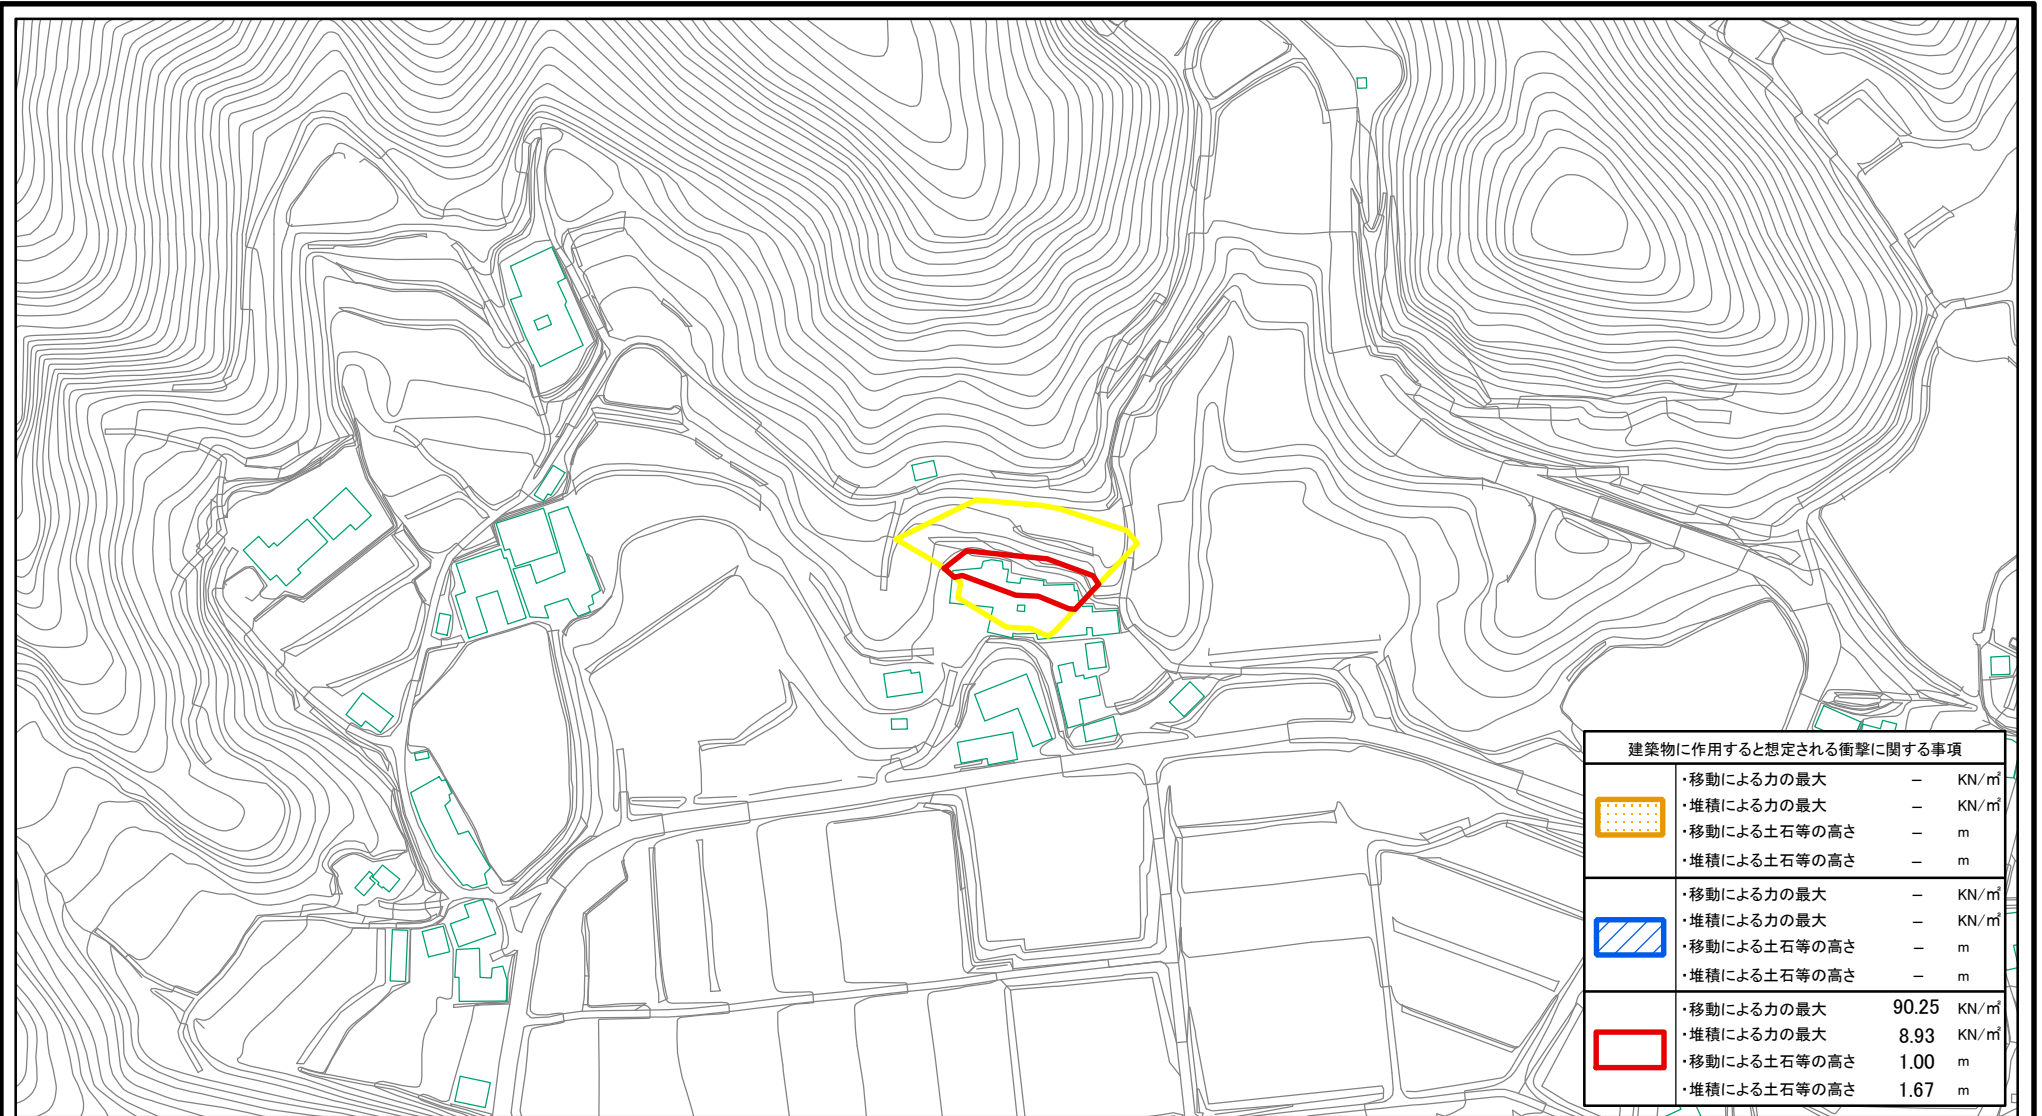 建築物に作用すると想定される衝撃に関する事項
・移動による力の最大 － KN/㎡
・堆積による力の最大 － KN/㎡
・移動による土石等の高さ － m
・堆積による土石等の高さ － m
・移動による力の最大 － KN/㎡
・堆積による力の最大 － KN/㎡
・移動による土石等の高さ － m
・堆積による土石等の高さ － m
・移動による力の最大 90.25 KN/㎡
・堆積による力の最大 8.93 KN/㎡
・移動による土石等の高さ 1.00 m
・堆積による土石等の高さ 1.67 m